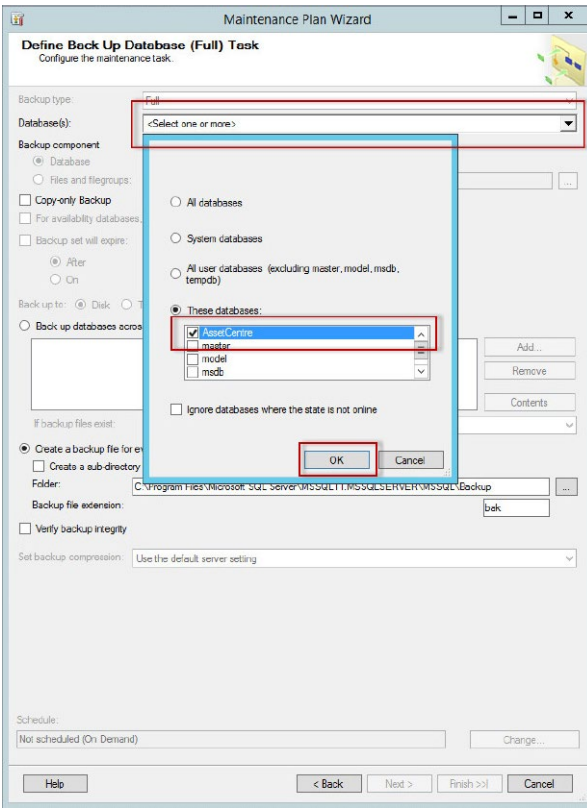 Maintenance Plan Wizard
Define Back Up Database (Full) Task
Configure the maintenance task.
Backup type: Full
Database(s): <Select one or more>
Backup component
Database
Files and filegroups: ...
Copy-only Backup
For availability databases,
Backup set will expire:
After
On
Back up to: Disk
Back up databases
Add...
Remove
Contents
If backup files exist:
Create a backup file for
Create a sub-directory
Folder: C:\Program Files\Microsoft SQL Server\MSSQL11.MSSQLSERVER\MSSQL\Backup ...
Backup file extension: bak
Verify backup integrity
Set backup compression: Use the default server setting
Schedule:
Not scheduled (On Demand) Change...
Help < Back Next > Finish >>| Cancel
All databases
System databases
All user databases (excluding master, model, msdb,
tempdb)
These databases:
AssetCentre
master
model
msdb
Ignore databases where the state is not online
OK Cancel